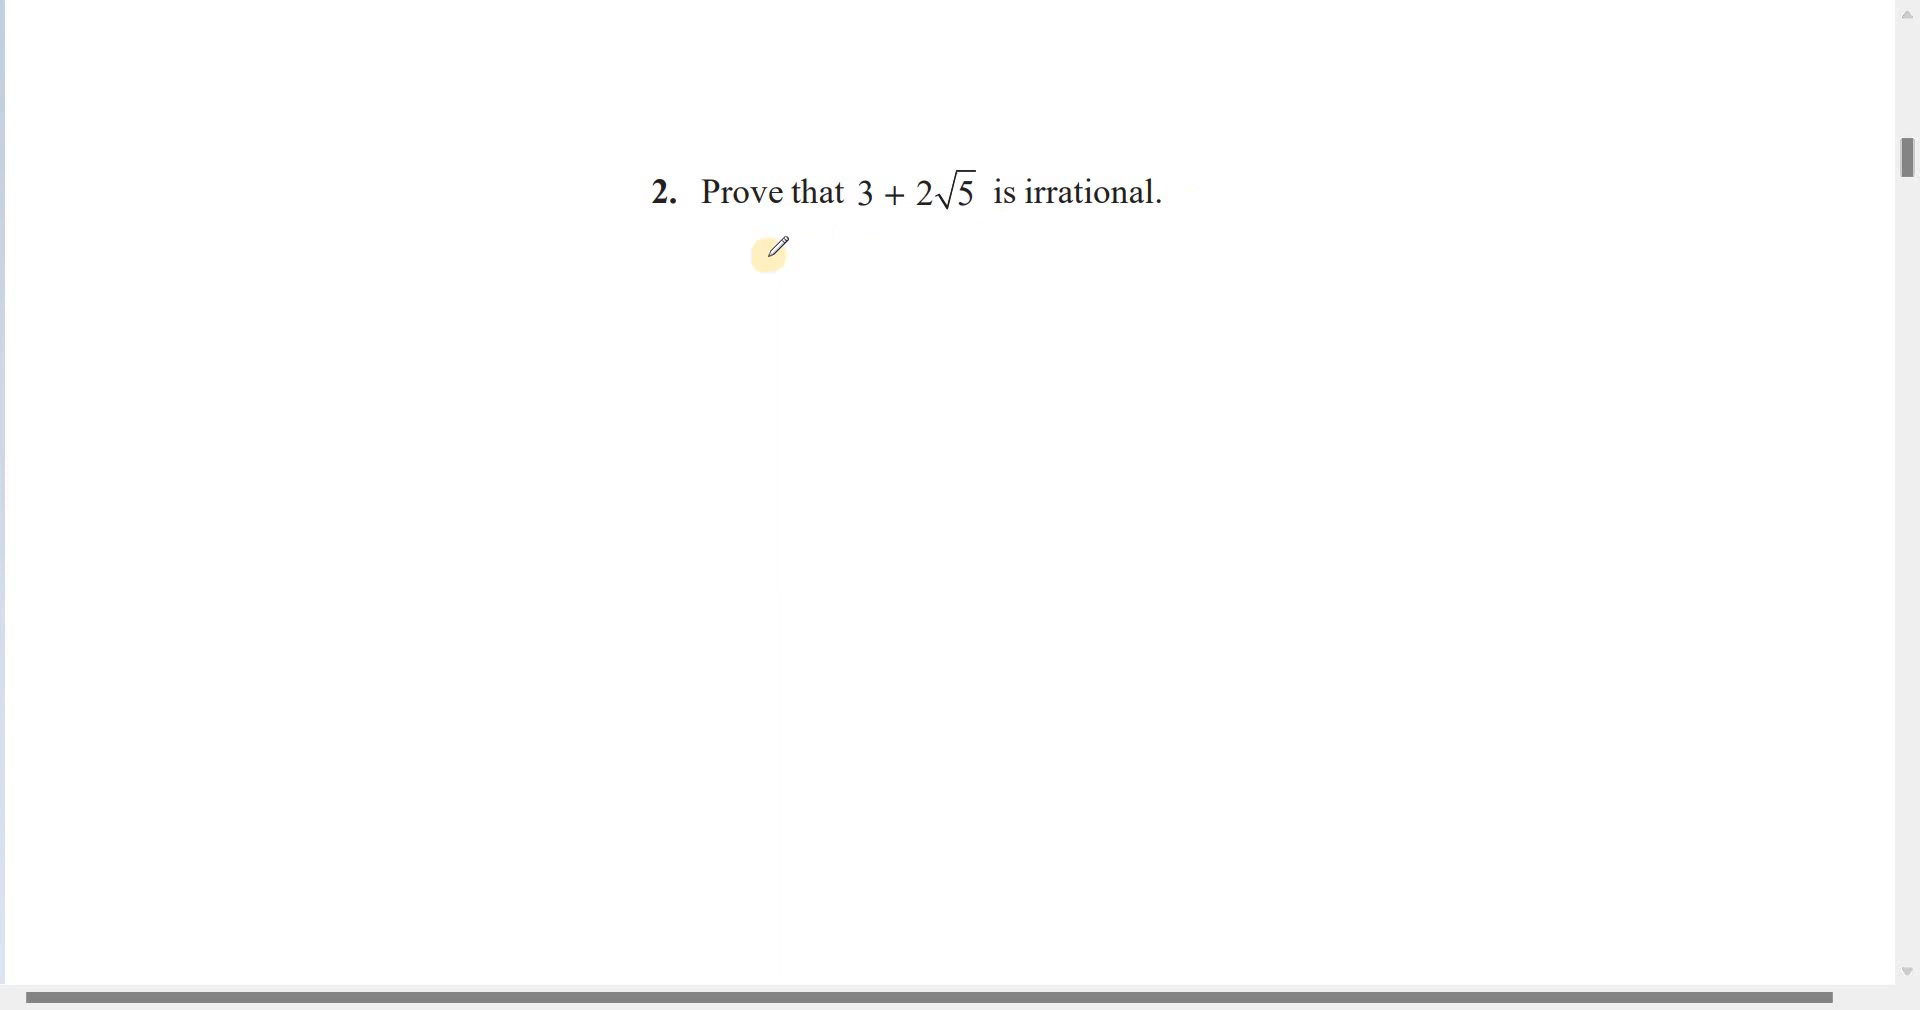 2. Prove that 3 + 2√5 is irrational.